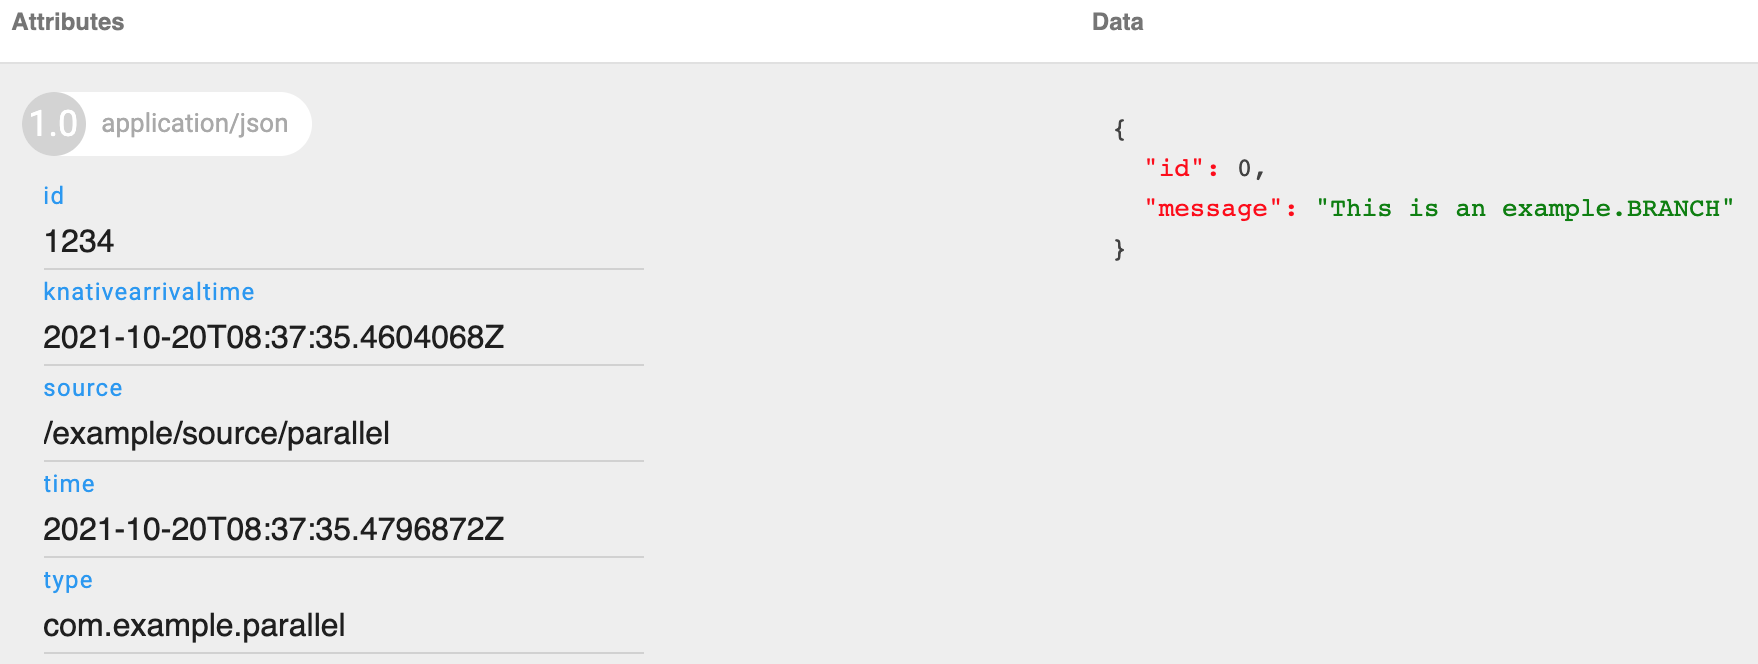 Attributes
Data
1.0 application/json
id
1234
knativearrivaltime
2021-10-20T08:37:35.4604068Z
source
/example/source/parallel
time
2021-10-20T08:37:35.4796872Z
type
com.example.parallel
{
"id": 0,
"message": "This is an example.BRANCH"
}